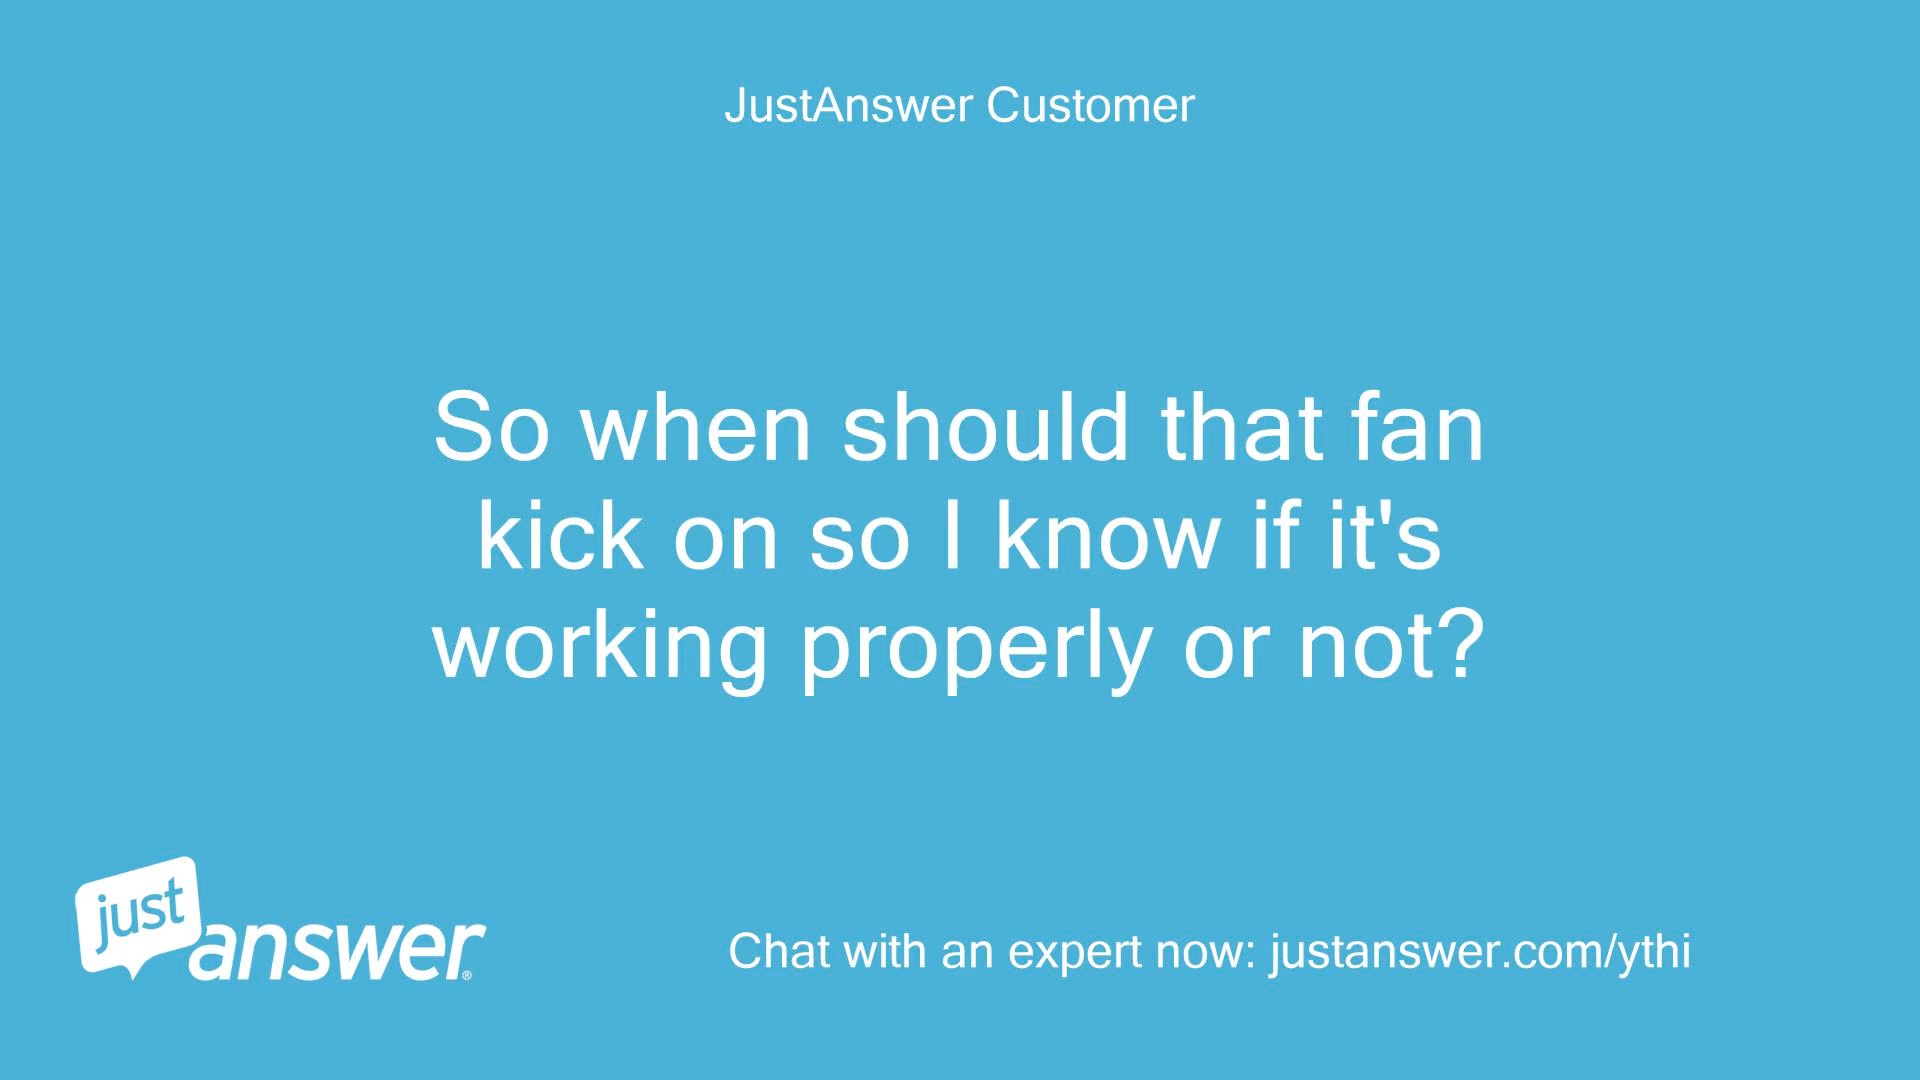 JustAnswer Customer
So when should that fan
kick on so I know if it's
working properly or not?
just
answer®
Chat with an expert now: justanswer.com/ythi